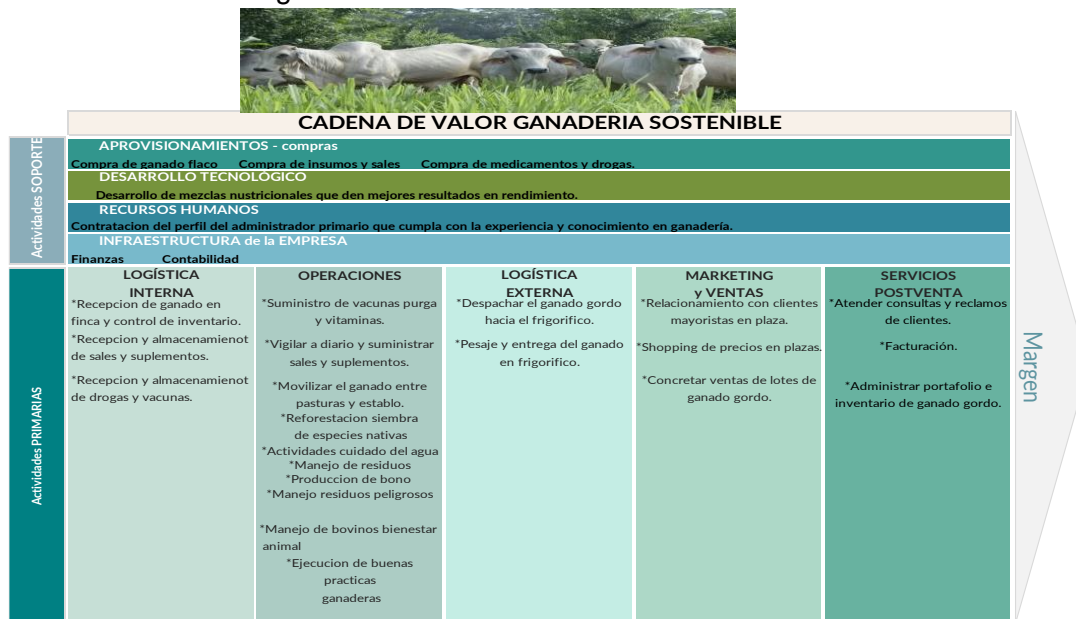 CADENA DE VALOR GANADERIA SOSTENIBLE
Actividades SOPORTE
APROVISIONAMIENTOS - compras
Compra de ganado flaco Compra de insumos y sales Compra de medicamentos y drogas.
DESARROLLO TECNOLÓGICO
Desarrollo de mezclas nustricionales que den mejores resultados en rendimiento.
RECURSOS HUMANOS
Contratacion del perfil del administrador primario que cumpla con la experiencia y conocimiento en ganadería.
INFRAESTRUCTURA de la EMPRESA
Finanzas Contabilidad
Actividades PRIMARIAS
LOGÍSTICA
INTERNA
*Recepcion de ganado en
finca y control de inventario.
*Recepcion y almacenamienot
de sales y suplementos.
*Recepcion y almacenamienot
de drogas y vacunas.
OPERACIONES
*Suministro de vacunas purga
y vitaminas.
*Vigilar a diario y suministrar
sales y suplementos.
*Movilizar el ganado entre
pasturas y establo.
*Reforestacion siembra
de especies nativas
*Actividades cuidado del agua
*Manejo de residuos
*Produccion de bono
*Manejo residuos peligrosos
*Manejo de bovinos bienestar
animal
*Ejecucion de buenas
practicas
ganaderas
LOGÍSTICA
EXTERNA
*Despachar el ganado gordo
hacia el frigorifico.
*Pesaje y entrega del ganado
en frigorifico.
MARKETING
y VENTAS
*Relacionamiento con clientes
mayoristas en plaza.
*Shopping de precios en plazas.
*Concretar ventas de lotes de
ganado gordo.
SERVICIOS
POSTVENTA
*Atender consultas y reclamos
de clientes.
*Facturación.
*Administrar portafolio e
inventario de ganado gordo.
Margen